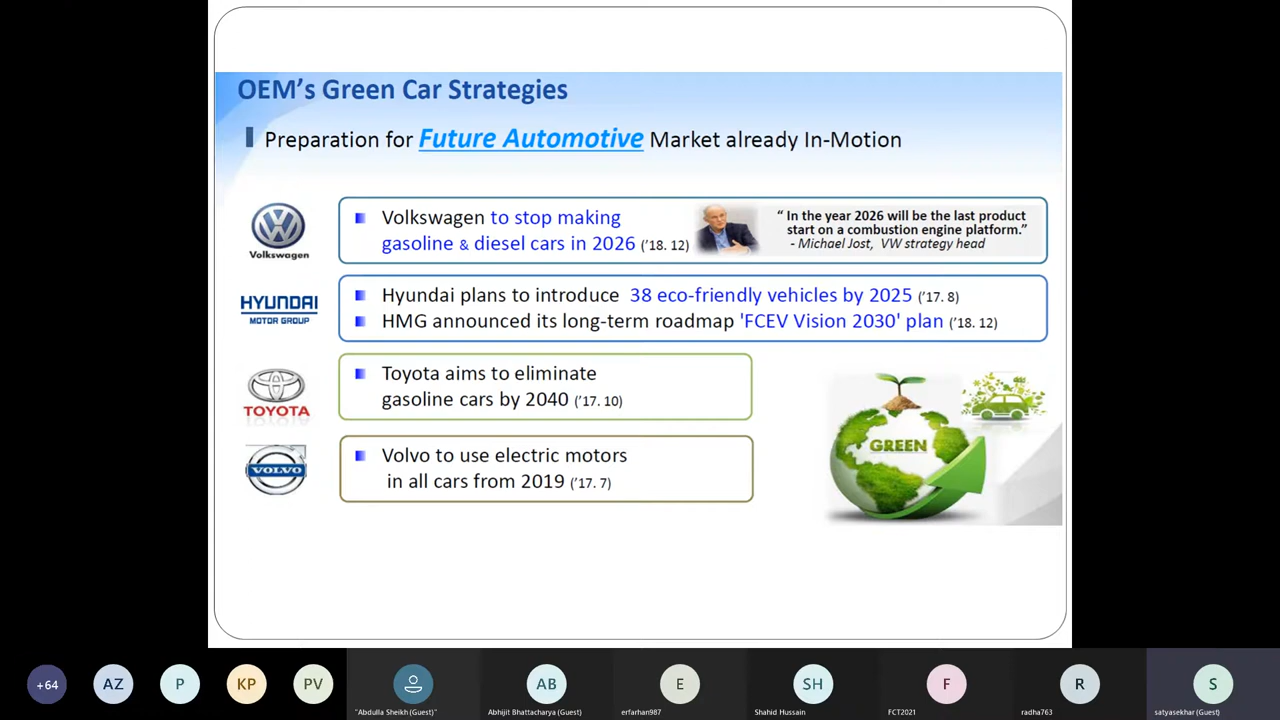 OEM's Green Car Strategies
Preparation for Future Automotive Market already In-Motion
Volkswagen
Volkswagen to stop making
gasoline & diesel cars in 2026 ('18. 12)
“ In the year 2026 will be the last product
start on a combustion engine platform.”
- Michael Jost, VW strategy head
HYUNDAI
MOTOR GROUP
Hyundai plans to introduce 38 eco-friendly vehicles by 2025 ('17. 8)
HMG announced its long-term roadmap 'FCEV Vision 2030' plan ('18. 12)
TOYOTA
Toyota aims to eliminate
gasoline cars by 2040 ('17. 10)
VOLVO
Volvo to use electric motors
in all cars from 2019 ('17. 7)
GREEN
+64
AZ
P
KP
PV
"Abdulla Sheikh (Guest)"
AB
Abhijit Bhattacharya (Guest)
E
erfarhan987
SH
Shahid Hussain
F
FCT2021
R
radha763
S
satyasekhar (Guest)